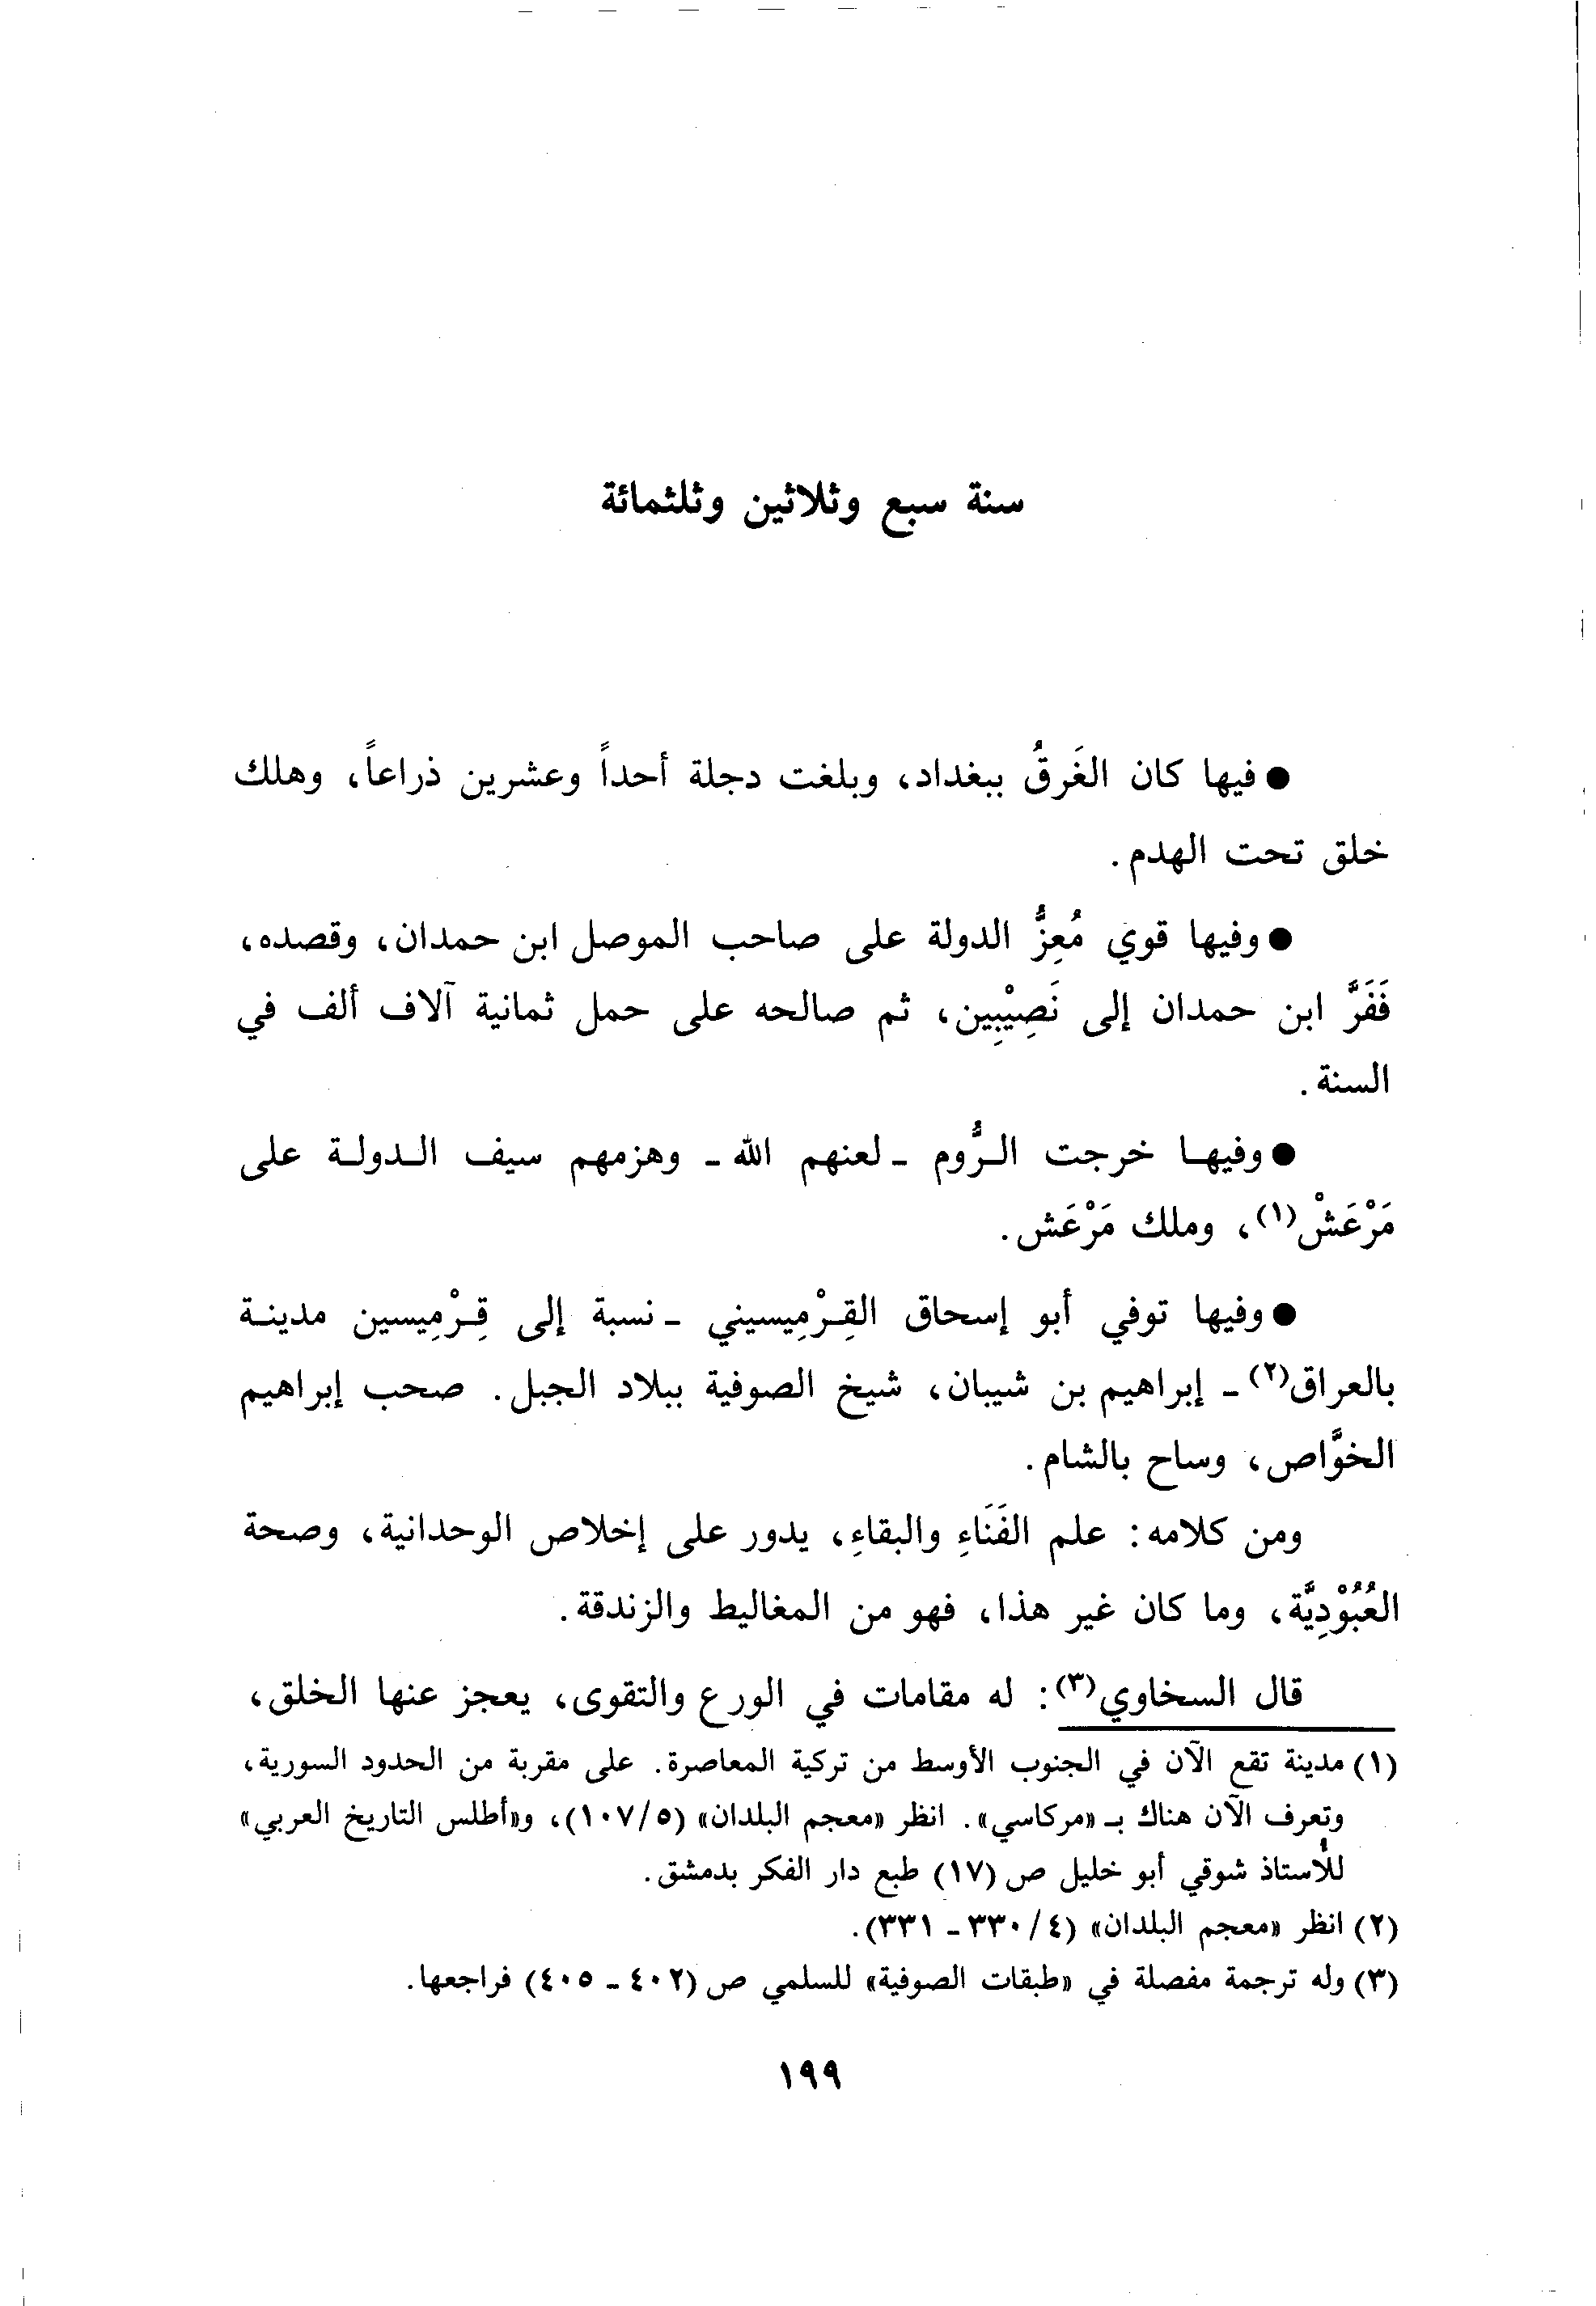 سنة سبع وثلاثين وثلثمائة
● فيها كان الغَرقُ ببغداد، وبلغت دجلة أحداً وعشرين ذراعاً، وهلك
خلق تحت الهدم.
● وفيها قوي مُعِزُّ الدولة على صاحب الموصل ابن حمدان، وقصده،
فَفَرَّ ابن حمدان إلى نَصِيْبِين، ثم صالحه على حمل ثمانية آلاف ألف في
السنة.
● وفيهـا خرجت الـرُّوم ـ لعنهم الله ـ وهزمهم سيف الـدولـة على
مَرْعَشْ(١)، وملك مَرْعَش.
● وفيها توفي أبو إسحاق القِـرْمِيسيني ـ نسبة إلى قِـرْمِيسين مدينـة
بالعراق(٢) ـ إبراهيم بن شيبان، شيخ الصوفية ببلاد الجبل. صحب إبراهيم
الخوَّاص، وساح بالشام.
ومن كلامه: علم الفَنَاءِ والبقاءِ، يدور على إخلاص الوحدانية، وصحة
العُبُوْدِيَّة، وما كان غير هذا، فهو من المغاليط والزندقة.
قال السخاوي(٣): له مقامات في الورع والتقوى، يعجز عنها الخلق،
(١) مدينة تقع الآن في الجنوب الأوسط من تركية المعاصرة. على مقربة من الحدود السورية،
وتعرف الآن هناك بـ «مركاسي». انظر «معجم البلدان» (٥/١٠٧)، و«أطلس التاريخ العربي»
للأستاذ شوقي أبو خليل ص (١٧) طبع دار الفكر بدمشق.
(٢) انظر «معجم البلدان» (٤/٣٣٠ ـ ٣٣١).
(٣) وله ترجمة مفصلة في «طبقات الصوفية» للسلمي ص (٤٠٢ ـ ٤٠٥) فراجعها.
١٩٩